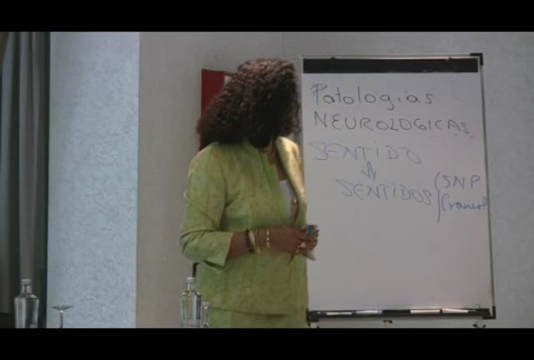 Patologias
NEUROLOGICAS
SENTIDO
⇓
SENTIDOS (SNP
Craneal